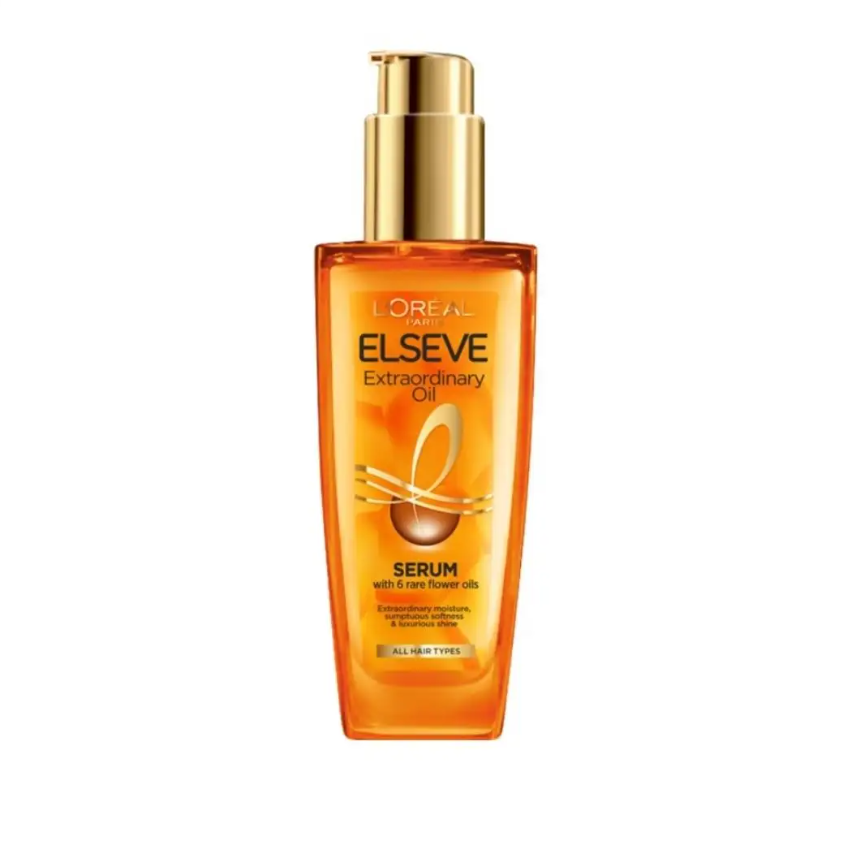 L'ORÉAL
PARIS
ELSEVE
Extraordinary
Oil
SERUM
with 6 rare flower oils
Extraordinary moisture,
sumptuous softness
& luxurious shine
ALL HAIR TYPES